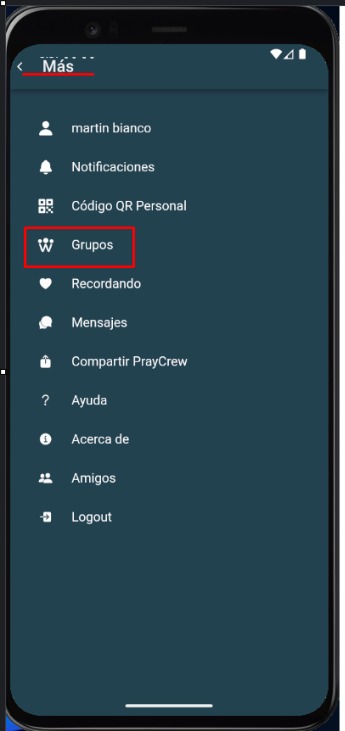 Más
martin bianco
Notificaciones
Código QR Personal
Grupos
Recordando
Mensajes
Compartir PrayCrew
? Ayuda
Acerca de
Amigos
Logout